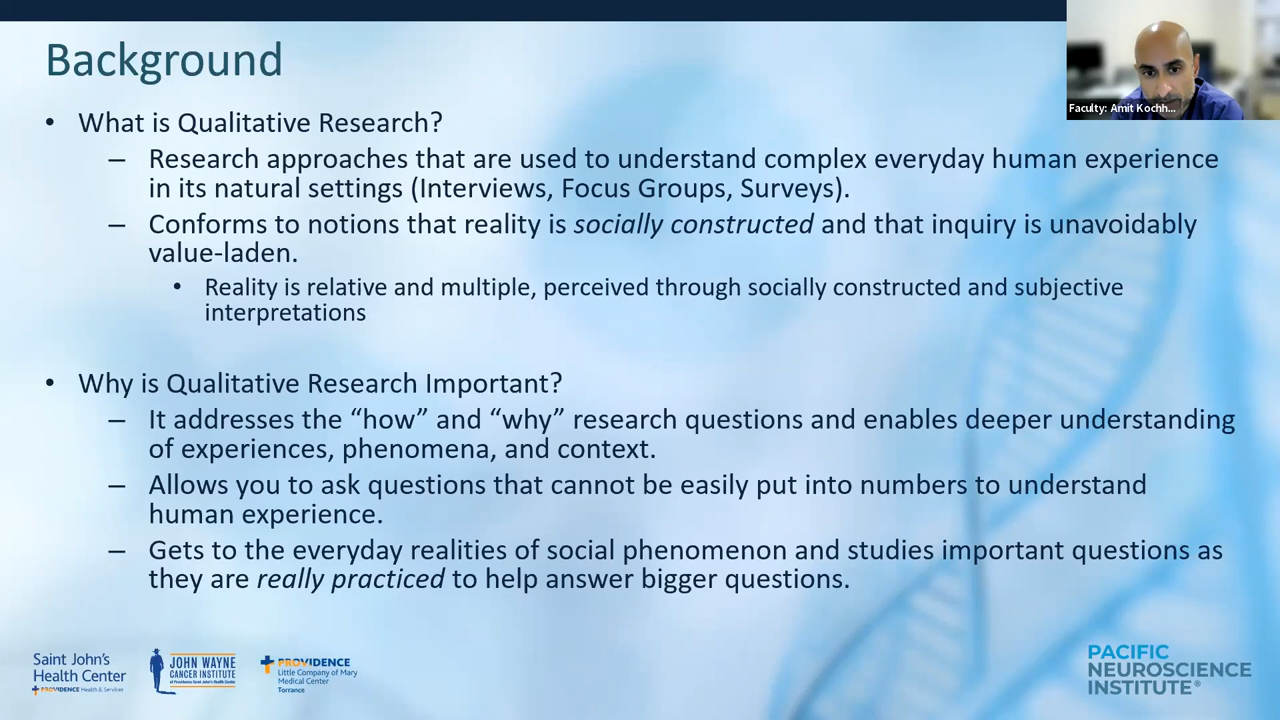 Background
Faculty: Amit Kochh...
• What is Qualitative Research?
– Research approaches that are used to understand complex everyday human experience
in its natural settings (Interviews, Focus Groups, Surveys).
– Conforms to notions that reality is socially constructed and that inquiry is unavoidably
value-laden.
• Reality is relative and multiple, perceived through socially constructed and subjective
interpretations
• Why is Qualitative Research Important?
– It addresses the “how” and “why” research questions and enables deeper understanding
of experiences, phenomena, and context.
– Allows you to ask questions that cannot be easily put into numbers to understand
human experience.
– Gets to the everyday realities of social phenomenon and studies important questions as
they are really practiced to help answer bigger questions.
Saint John's
Health Center
PROVIDENCE Health & Services
JOHN WAYNE
CANCER INSTITUTE
at Providence Saint John's Health Center
PROVIDENCE
Little Company of Mary
Medical Center
Torrance
PACIFIC
NEUROSCIENCE
INSTITUTE®